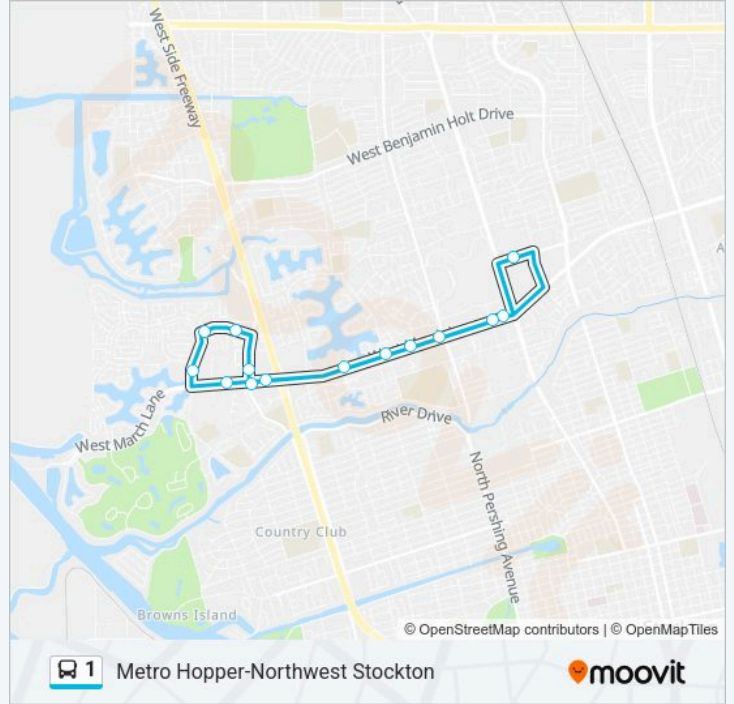 West Side Freeway
West Benjamin Holt Drive
A
River Drive
West March Lane
North Pershing Avenue
Country Club
Browns Island
© OpenStreetMap contributors | © OpenMapTiles
1 Metro Hopper-Northwest Stockton
moovit